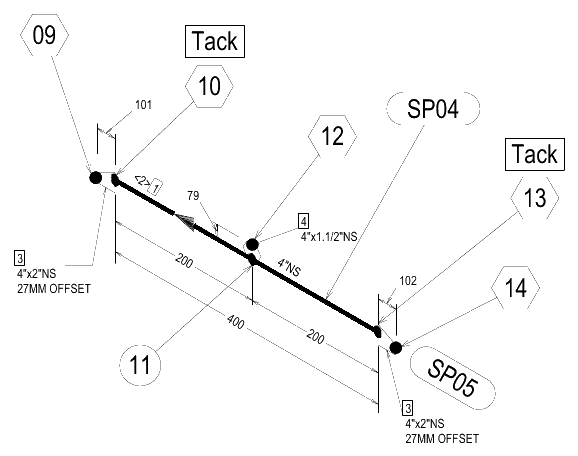 09
Tack
10
101
SP04
12
Tack
<2>1
79
13
4
4"x1.1/2"NS
3
4"x2"NS
27MM OFFSET
200
4"NS
102
14
400
200
11
SP05
3
4"x2"NS
27MM OFFSET